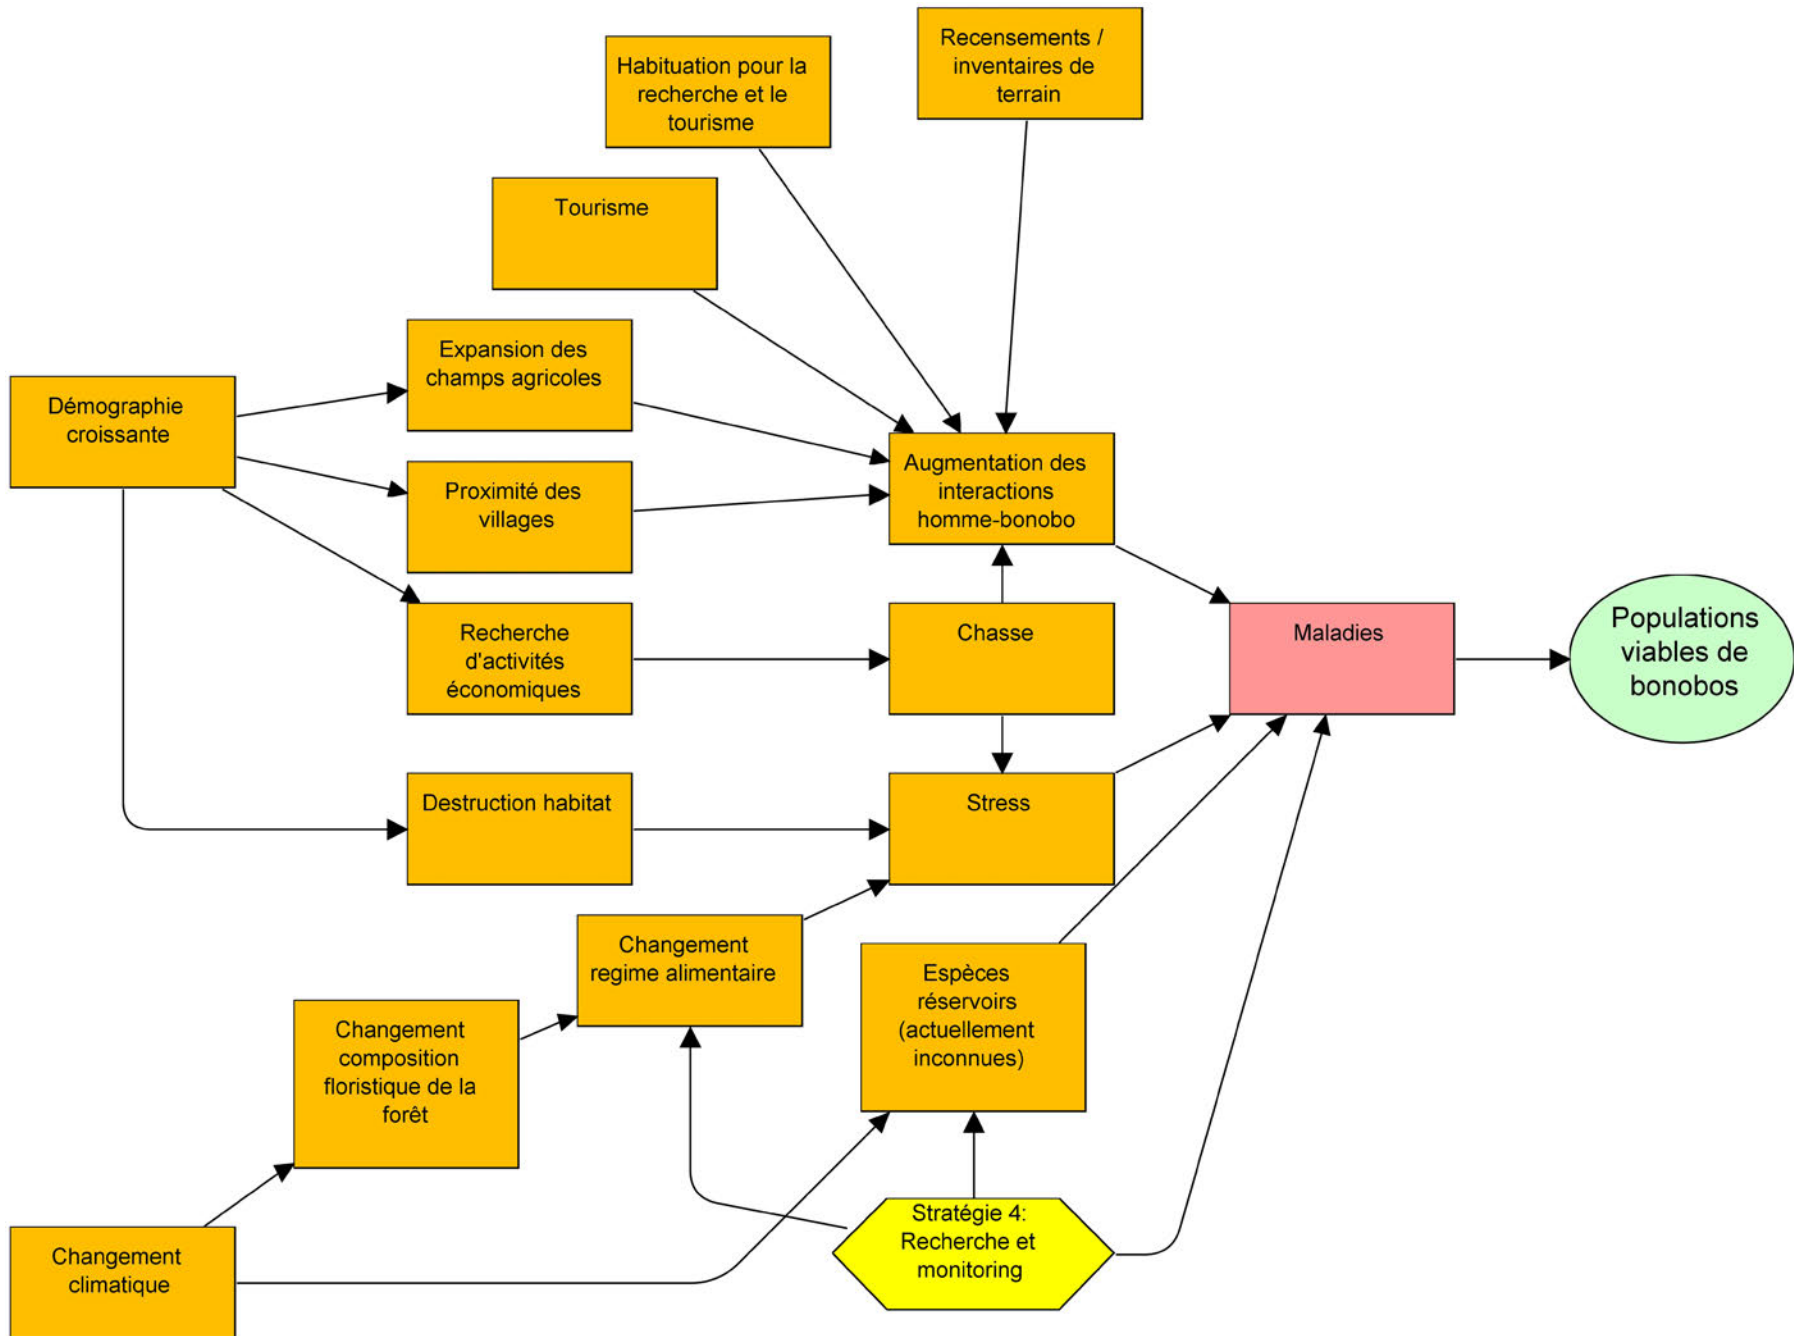 Recensements /
inventaires de
terrain
Habituation pour la
recherche et le
tourisme
Tourisme
Expansion des
champs agricoles
Démographie
croissante
Augmentation des
interactions
homme-bonobo
Proximité des
villages
Recherche
d'activités
économiques
Chasse
Maladies
Populations
viables de
bonobos
Destruction habitat
Stress
Changement
regime alimentaire
Espèces
réservoirs
(actuellement
inconnues)
Changement
composition
floristique de la
forêt
Stratégie 4:
Recherche et
monitoring
Changement
climatique